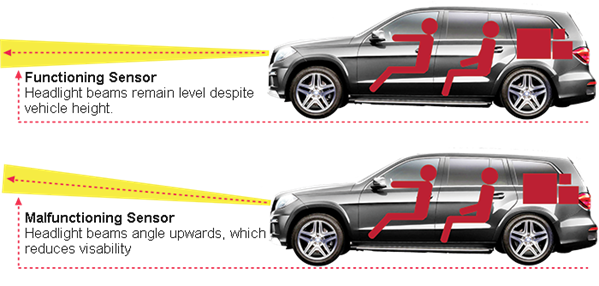 Functioning Sensor
Headlight beams remain level despite
vehicle height.
Malfunctioning Sensor
Headlight beams angle upwards, which
reduces visability